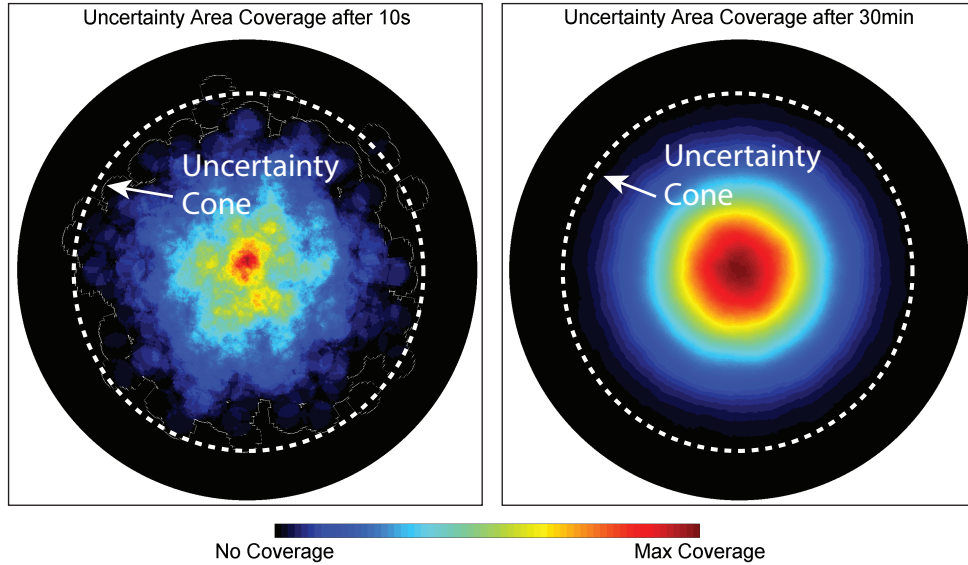 Uncertainty Area Coverage after 10s
Uncertainty Area Coverage after 30min
Uncertainty
Cone
Uncertainty
Cone
No Coverage
Max Coverage